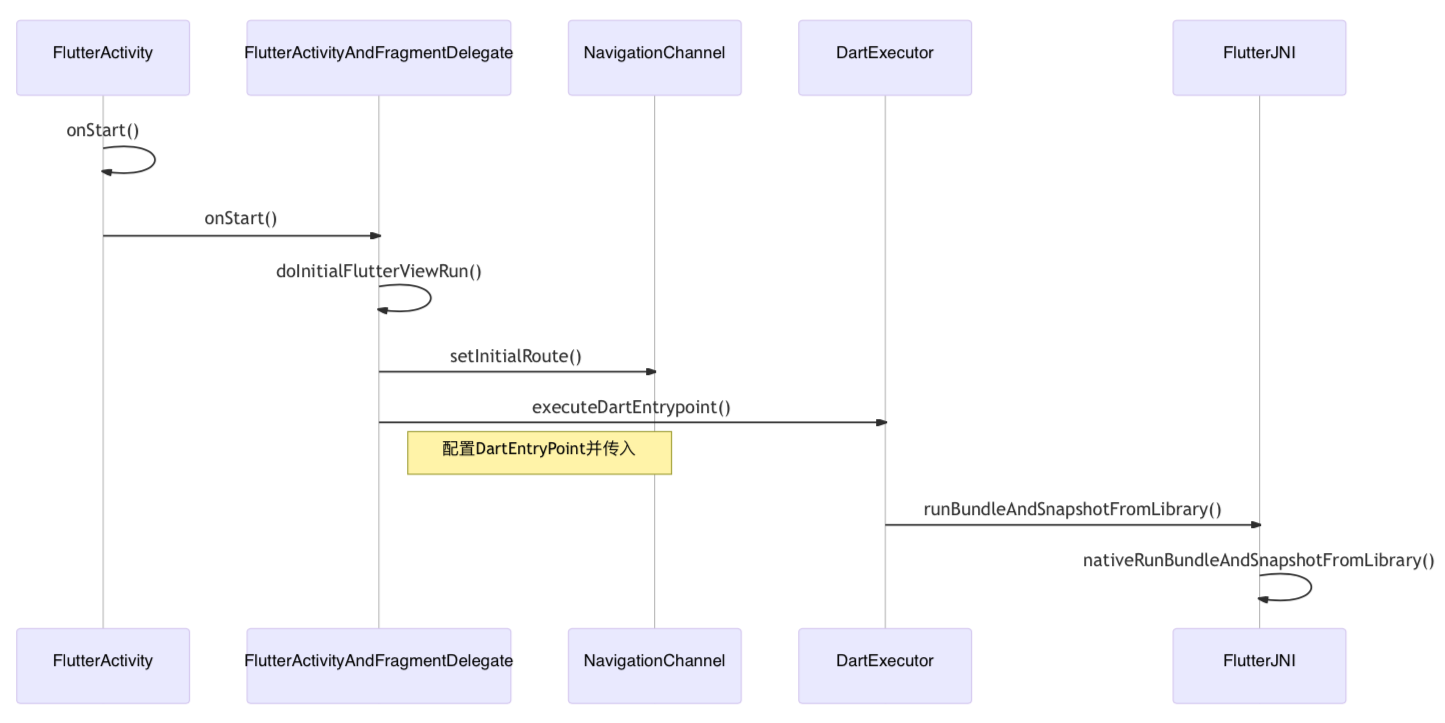 FlutterActivity
FlutterActivityAndFragmentDelegate
NavigationChannel
DartExecutor
FlutterJNI
onStart()
onStart()
doInitialFlutterViewRun()
setInitialRoute()
executeDartEntrypoint()
配置DartEntryPoint并传入
runBundleAndSnapshotFromLibrary()
nativeRunBundleAndSnapshotFromLibrary()
FlutterActivity
FlutterActivityAndFragmentDelegate
NavigationChannel
DartExecutor
FlutterJNI